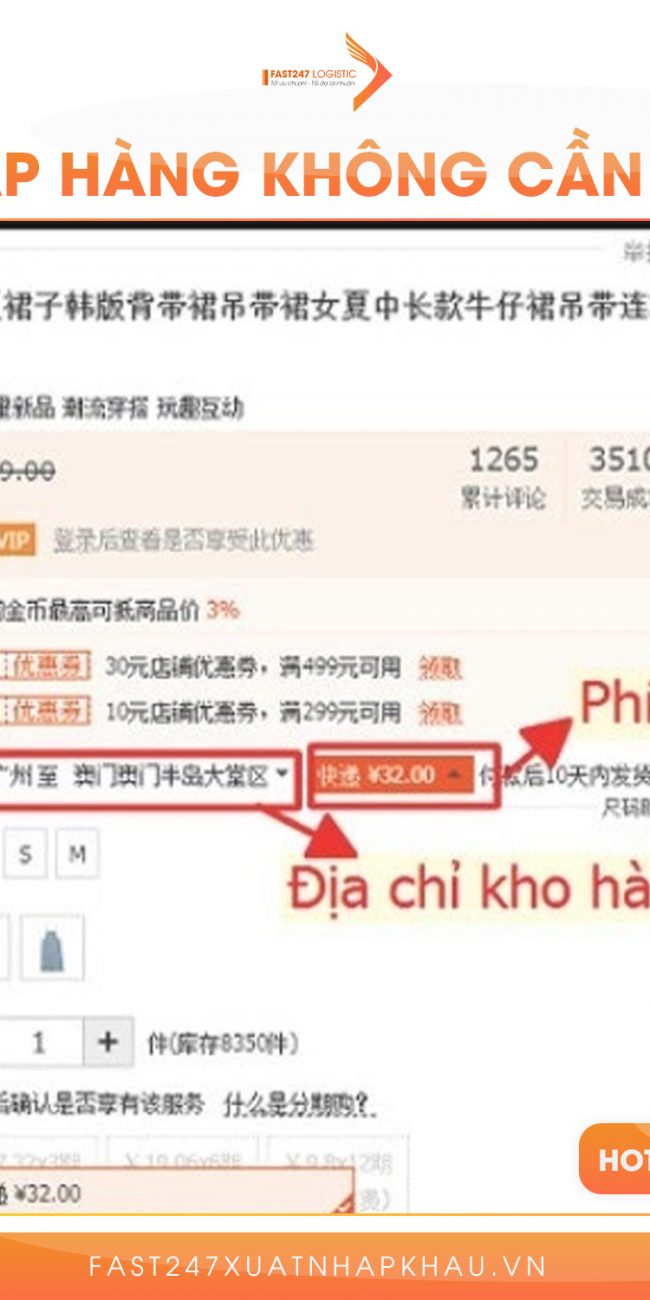 FAST247 LOGISTIC
Tối ưu chi phí - Tối đa lợi nhuận
ẬP HÀNG KHÔNG CẦN
举报
裙子韩版背带裙吊带裙女夏中长款牛仔裙吊带连
新品 潮流穿搭 玩趣互动
9.00
1265
3510
累计评论
交易成
VIP 登录后查看是否享受此优惠
金币最高可抵商品价 3%
优惠券 30元店铺优惠券，满499元可用 领取
优惠券 10元店铺优惠券，满299元可用 领取
Phí
广州 至 澳门澳门半岛大堂区 快递 ¥32.00 付款后10天内发货
尺码
S M
Địa chỉ kho hà
1 + 件(库存8350件)
后确认是否享有该服务 什么是分期购?
¥ 19.06x6期 ¥ 9.8x12期
费)
¥32.00
HOT
FAST247XUATNHAPKHAU.VN